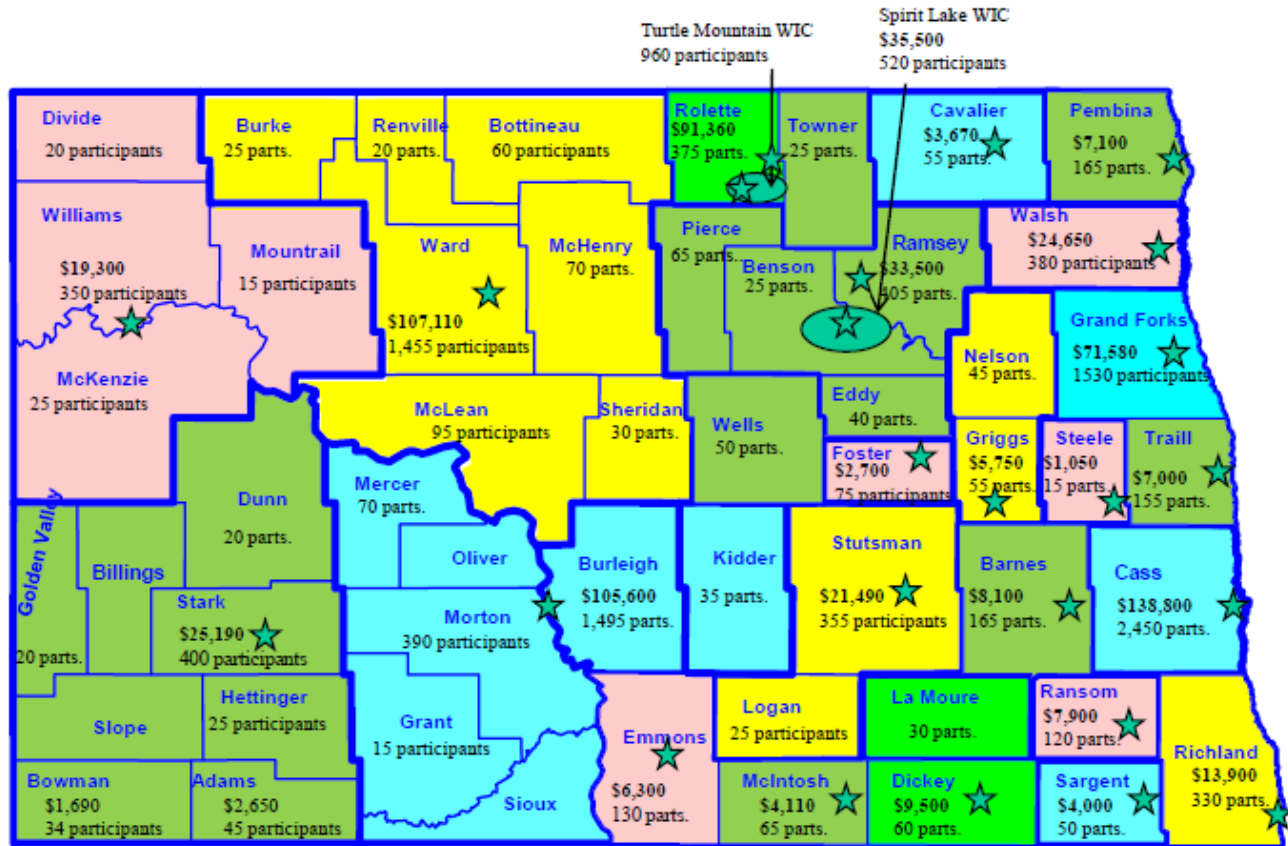 Turtle Mountain WIC
960 participants
Spirit Lake WIC
$35,500
520 participants
Divide
20 participants
Burke
25 parts.
Renville
20 parts.
Bottineau
60 participants
Rolette
$91,360
375 parts.
Towner
25 parts.
Cavalier
$3,670
55 parts.
Pembina
$7,100
165 parts.
Williams
$19,300
350 participants
Mountrail
15 participants
Ward
$107,110
1,455 participants
McHenry
70 parts.
Pierce
65 parts.
Benson
25 parts.
Ramsey
$33,500
405 parts.
Walsh
$24,650
380 participants
McKenzie
25 participants
Nelson
45 parts.
Grand Forks
$71,580
1530 participants
McLean
95 participants
Sheridan
30 parts.
Wells
50 parts.
Eddy
40 parts.
Foster
$2,700
75 participants
Griggs
$5,750
55 parts.
Steele
$1,050
15 parts.
Traill
$7,000
155 parts.
Golden Valley
20 parts.
Billings
Dunn
20 parts.
Mercer
70 parts.
Oliver
Burleigh
$105,600
1,495 parts.
Kidder
35 parts.
Stutsman
$21,490
355 participants
Barnes
$8,100
165 parts.
Cass
$138,800
2,450 parts.
Stark
$25,190
400 participants
Morton
390 participants
Slope
Hettinger
25 participants
Grant
15 participants
Sioux
Emmons
$6,300
130 parts.
Logan
25 participants
La Moure
30 parts.
Ransom
$7,900
120 parts.
Richland
$13,900
330 parts.
Bowman
$1,690
34 participants
Adams
$2,650
45 participants
McIntosh
$4,110
65 parts.
Dickey
$9,500
60 parts.
Sargent
$4,000
50 parts.